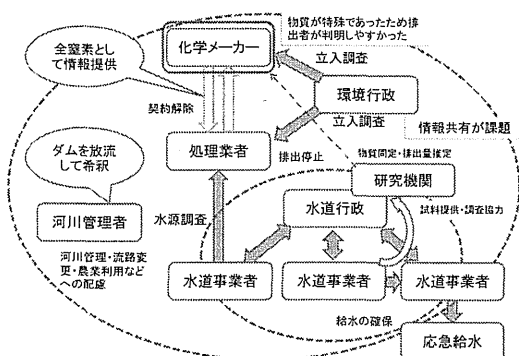 物質が特殊であったため排
出者が判明しやすかった
全窒素とし
て情報提供
化学メーカー
立入調査
契約解除
環境行政
立入調査
情報共有が課題
ダムを放流
して希釈
処理業者
排出停止
物質同定・排出量推定
研究機関
河川管理者
水源調査
水道行政
試料提供・調査協力
河川管理・流路変
更・農業利用など
への配慮
水道事業者
水道事業者
水道事業者
給水の確保
応急給水